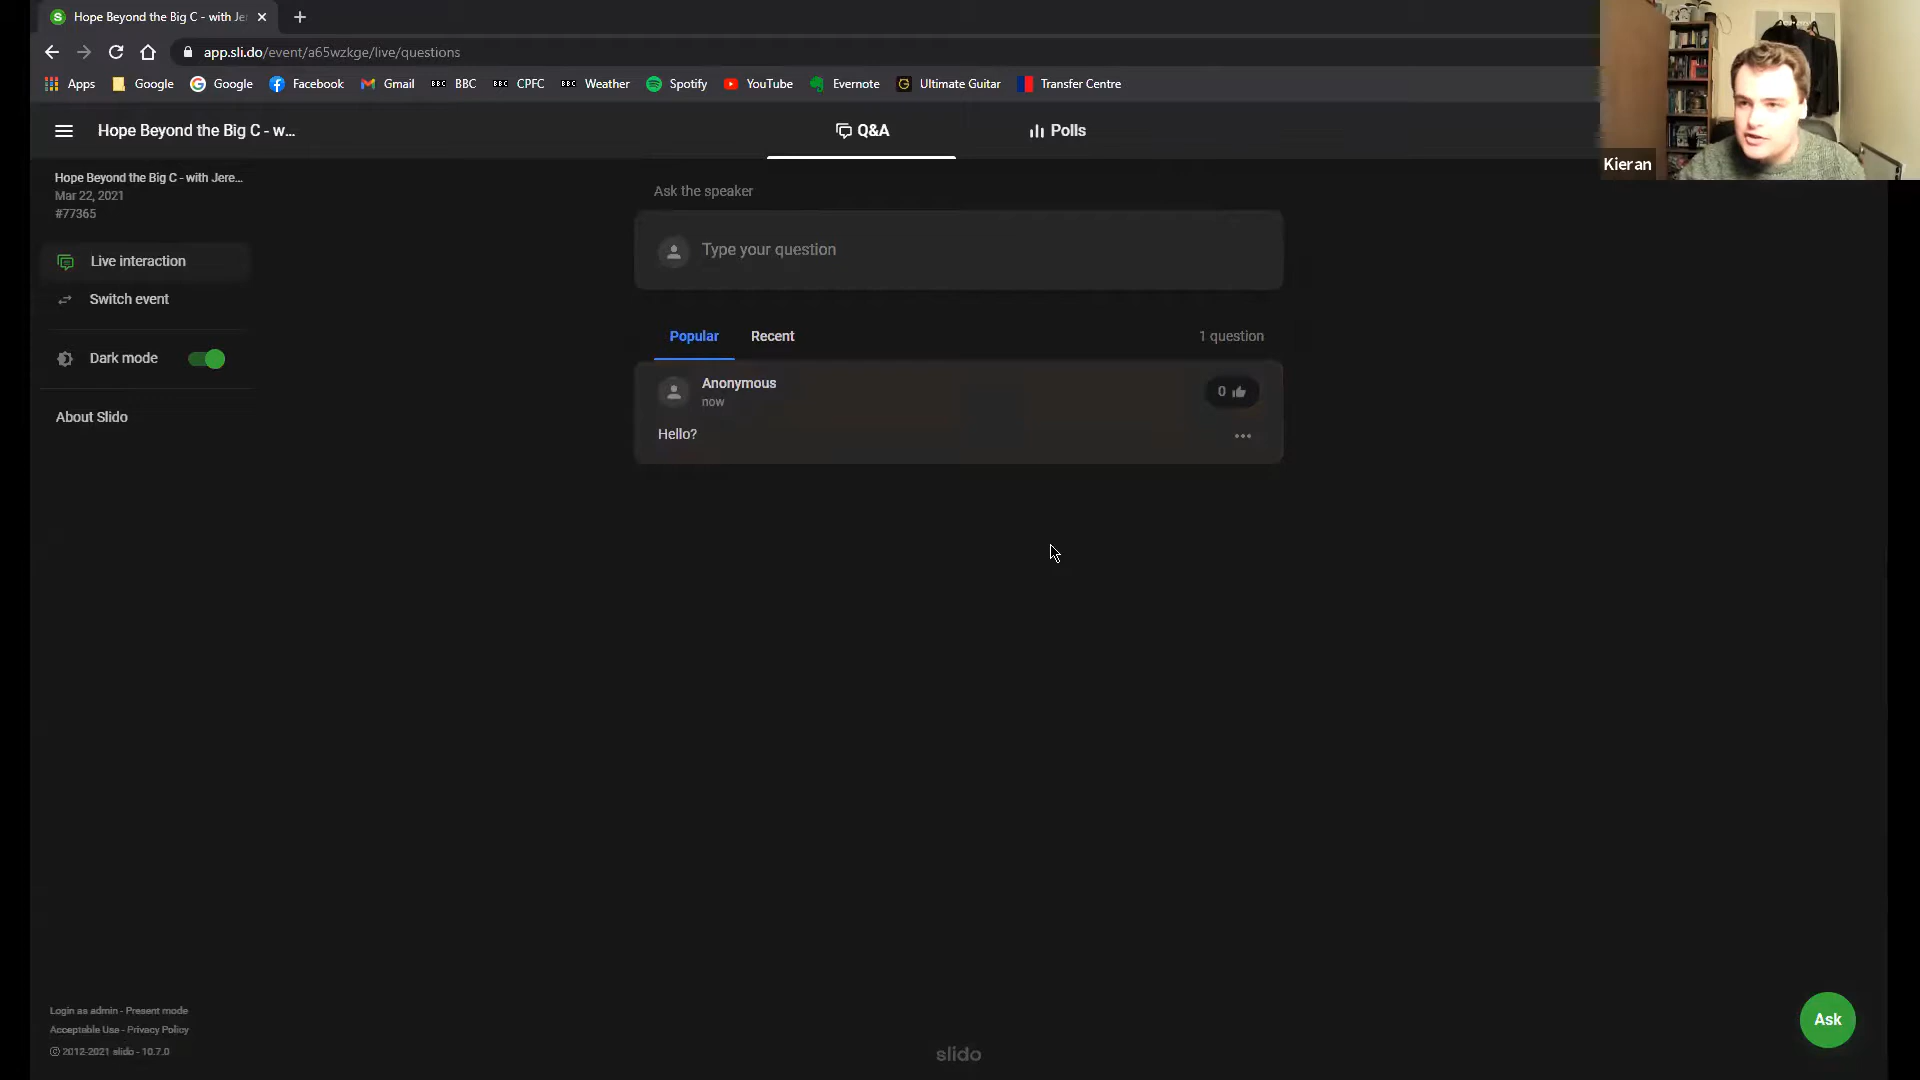 Hope Beyond the Big C - with Je
app.sli.do/event/a65wzkge/live/questions
Apps Google Google Facebook Gmail BBC BBC BBC CPFC BBC Weather Spotify YouTube Evernote Ultimate Guitar Transfer Centre
Hope Beyond the Big C - w...
Q&A
Polls
Kieran
Hope Beyond the Big C - with Jere...
Mar 22, 2021
#77365
Live interaction
Switch event
Dark mode
About Slido
Ask the speaker
Type your question
Popular Recent 1 question
Anonymous
now
0
Hello?
Login as admin - Present mode
Acceptable Use - Privacy Policy
© 2012-2021 slido - 10.7.0
slido
Ask